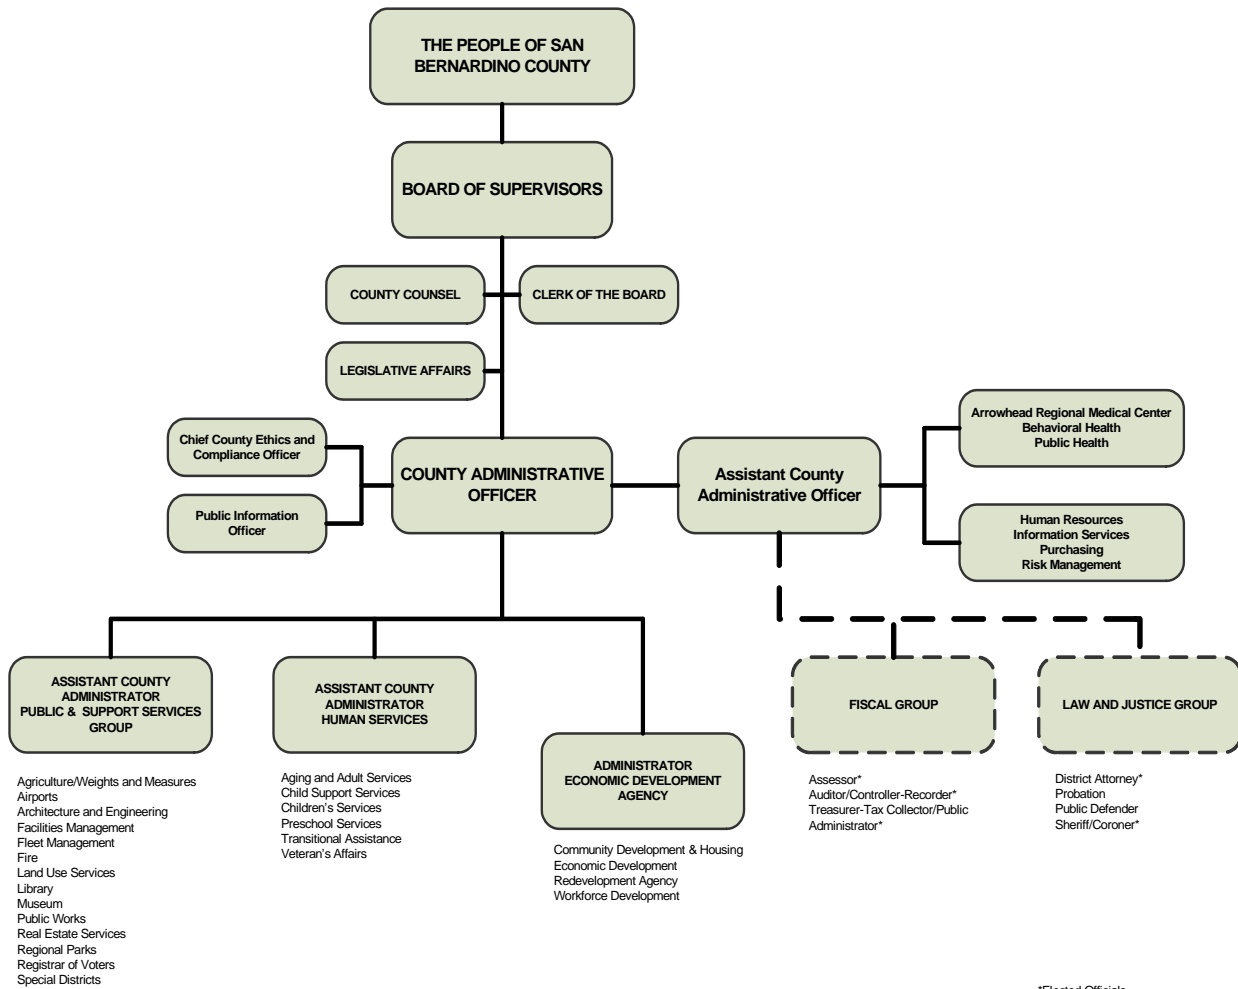 THE PEOPLE OF SAN
BERNARDINO COUNTY
BOARD OF SUPERVISORS
COUNTY COUNSEL
CLERK OF THE BOARD
LEGISLATIVE AFFAIRS
Chief County Ethics and
Compliance Officer
Public Information
Officer
COUNTY ADMINISTRATIVE
OFFICER
Assistant County
Administrative Officer
Arrowhead Regional Medical Center
Behavioral Health
Public Health
Human Resources
Information Services
Purchasing
Risk Management
ASSISTANT COUNTY
ADMINISTRATOR
PUBLIC & SUPPORT SERVICES
GROUP
Agriculture/Weights and Measures
Airports
Architecture and Engineering
Facilities Management
Fleet Management
Fire
Land Use Services
Library
Museum
Public Works
Real Estate Services
Regional Parks
Registrar of Voters
Special Districts
ASSISTANT COUNTY
ADMINISTRATOR
HUMAN SERVICES
Aging and Adult Services
Child Support Services
Children's Services
Preschool Services
Transitional Assistance
Veteran's Affairs
ADMINISTRATOR
ECONOMIC DEVELOPMENT
AGENCY
Community Development & Housing
Economic Development
Redevelopment Agency
Workforce Development
FISCAL GROUP
Assessor*
Auditor/Controller-Recorder*
Treasurer-Tax Collector/Public
Administrator*
LAW AND JUSTICE GROUP
District Attorney*
Probation
Public Defender
Sheriff/Coroner*
*Elected Officials